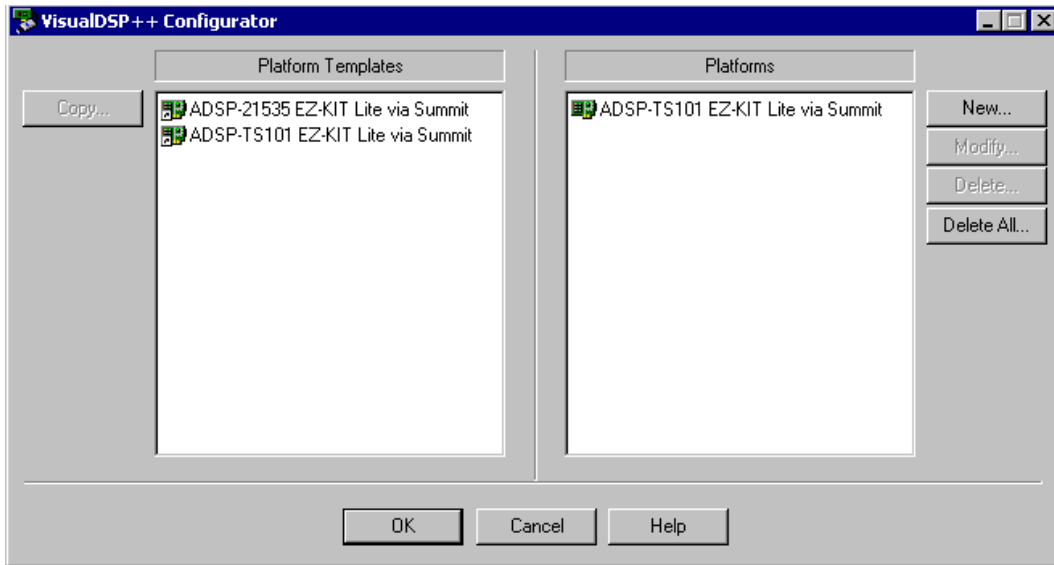 VisualDSP++ Configurator
Platform Templates
Platforms
Copy...
ADSP-21535 EZ-KIT Lite via Summit
ADSP-TS101 EZ-KIT Lite via Summit
ADSP-TS101 EZ-KIT Lite via Summit
New...
Modify...
Delete...
Delete All...
OK
Cancel
Help